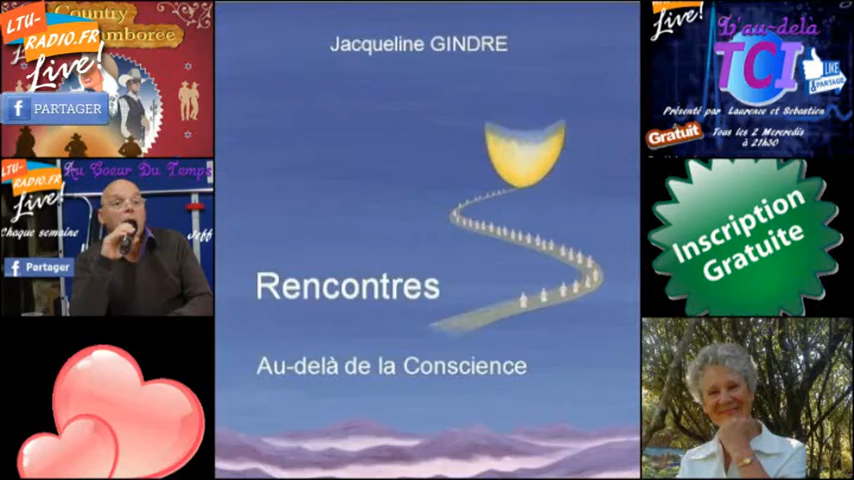 Country
Jamboree
LTU-
RADIO.FR
Live!
f PARTAGER
LTU-
RADIO.FR
Live!
Au Coeur Du Temps
Chaque semaine
Jeff
f Partager
Jacqueline GINDRE
Rencontres
Au-delà de la Conscience
Live!
L'au-dela
TCI
LIKE
& PARTAGE
Présenté par Laurence et Sébastien
Gratuit
Tous les 2 Mercredis
à 21h30
Inscription
Gratuite